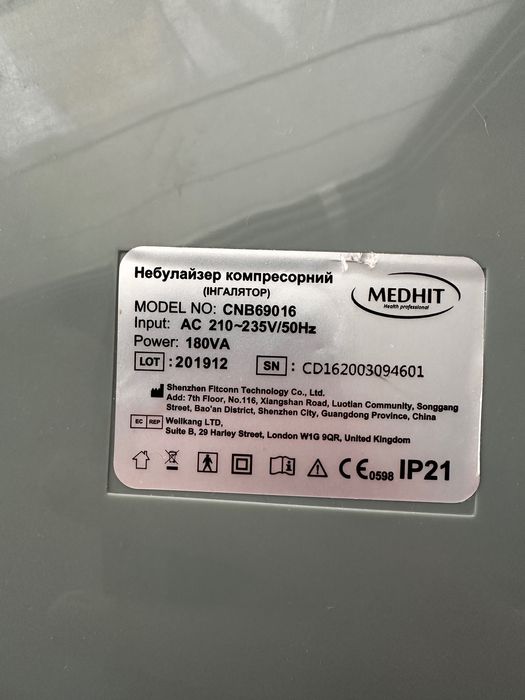 Небулайзер компресорний
(ІНГАЛЯТОР)
MEDHIT
Health professional
MODEL NO: CNB69016
Input: AC 210~235V/50Hz
Power: 180VA
LOT : 201912 SN : CD162003094601
Shenzhen Fitconn Technology Co., Ltd.
Add: 7th Floor, No.116, Xiangshan Road, Luotian Community, Songgang
Street, Bao'an District, Shenzhen City, Guangdong Province, China
EC REP Wellkang LTD,
Suite B, 29 Harley Street, London W1G 9QR, United Kingdom
CE0598 IP21